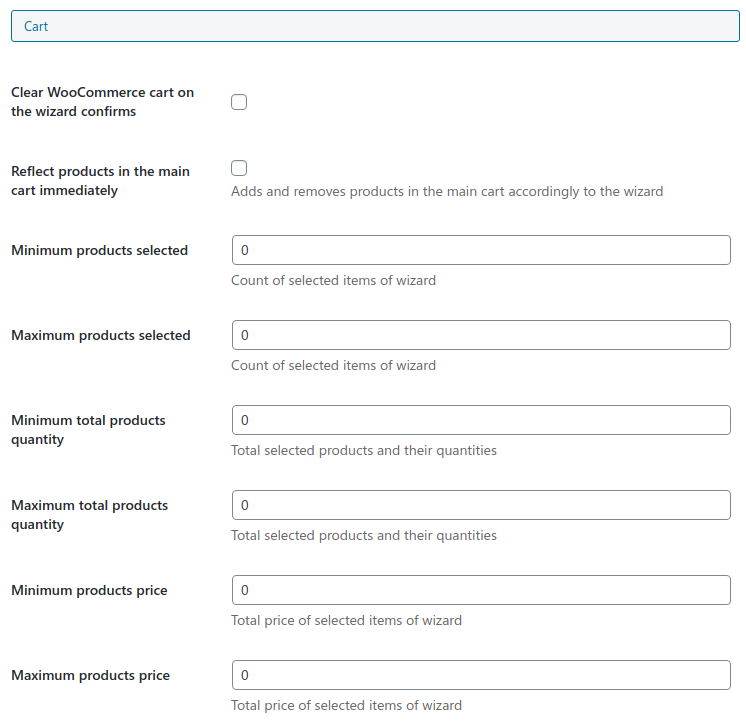 Cart
Clear WooCommerce cart on
the wizard confirms
Reflect products in the main
cart immediately
Adds and removes products in the main cart accordingly to the wizard
Minimum products selected
0
Count of selected items of wizard
Maximum products selected
0
Count of selected items of wizard
Minimum total products
quantity
0
Total selected products and their quantities
Maximum total products
quantity
0
Total selected products and their quantities
Minimum products price
0
Total price of selected items of wizard
Maximum products price
0
Total price of selected items of wizard